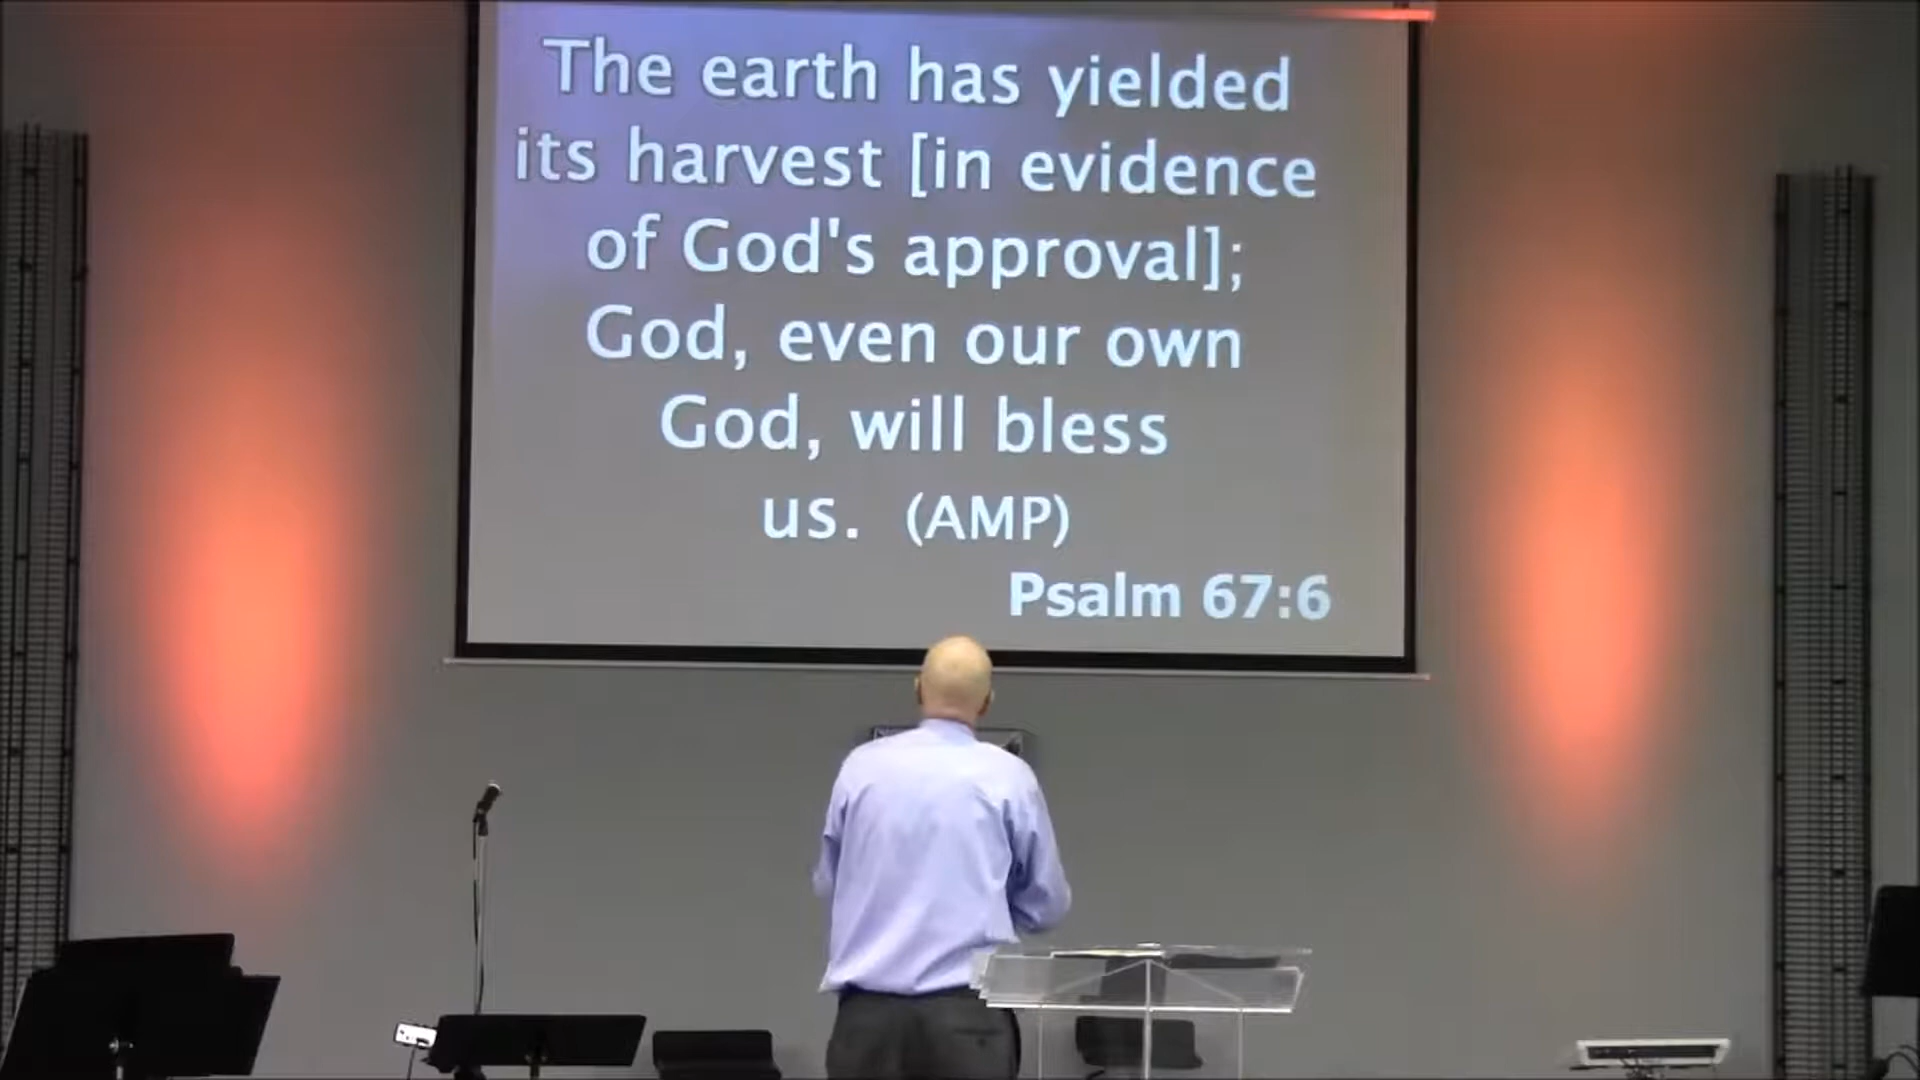 The earth has yielded
its harvest [in evidence
of God's approval];
God, even our own
God, will bless
us. (AMP)
Psalm 67:6